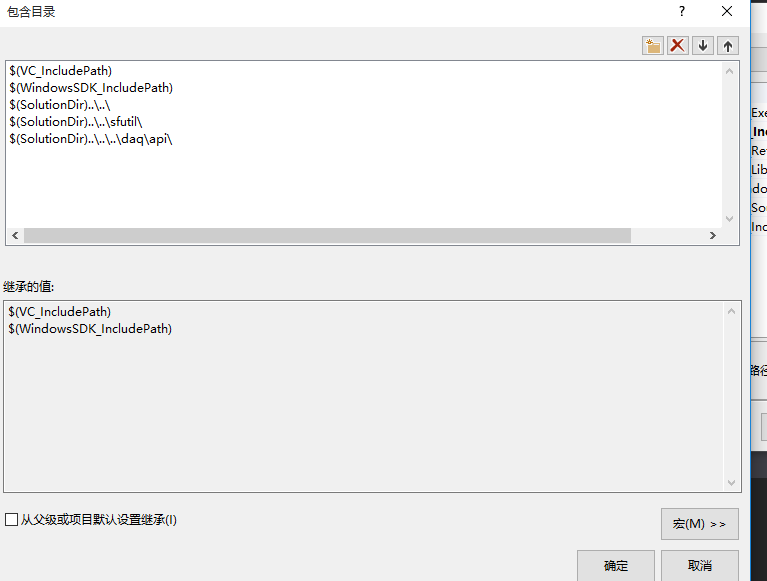 包含目录
?
$(VC_IncludePath)
$(WindowsSDK_IncludePath)
$(SolutionDir)..\..\
$(SolutionDir)..\..\sfutil\
$(SolutionDir)..\..\..\daq\api\
继承的值:
$(VC_IncludePath)
$(WindowsSDK_IncludePath)
从父级或项目默认设置继承(I)
宏(M) >>
确定
取消
Exe
Inc
Re
Lib
do
Sou
Inc
路径